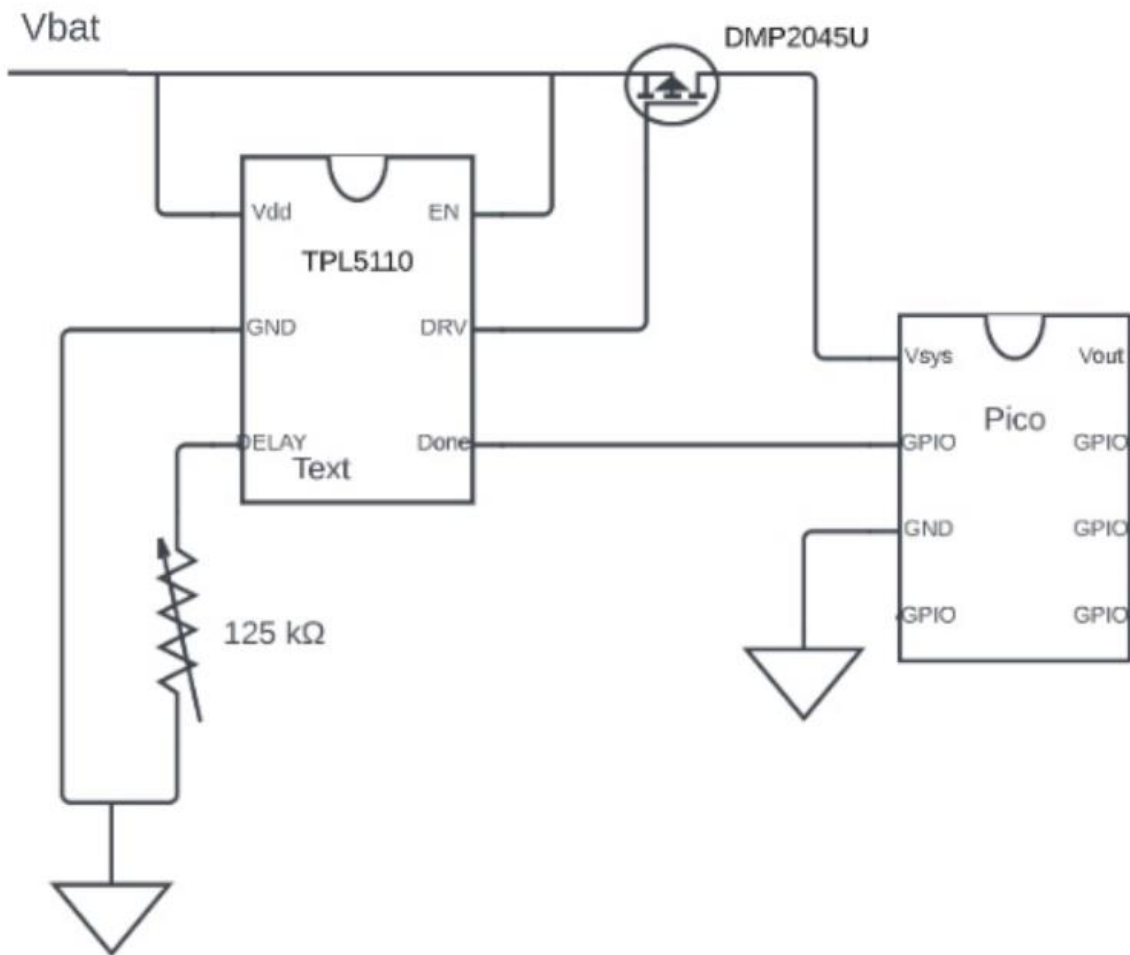 Vbat
DMP2045U
Vdd
EN
TPL5110
GND
DRV
DELAY
Done
Text
125 kΩ
Vsys
Vout
Pico
GPIO
GPIO
GND
GPIO
GPIO
GPIO